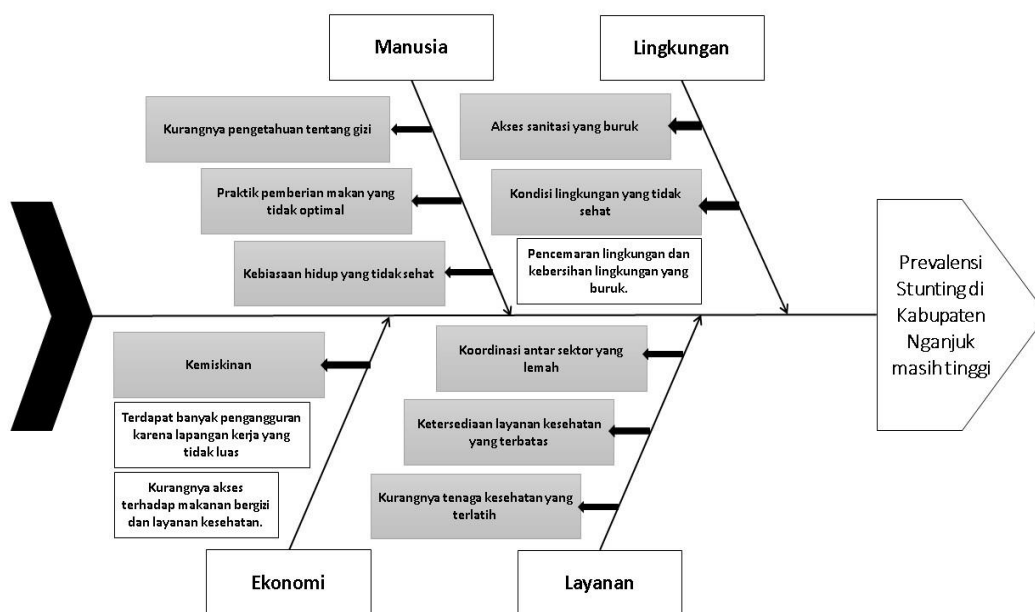 Manusia
Lingkungan
Kurangnya pengetahuan tentang gizi
Akses sanitasi yang buruk
Praktik pemberian makan yang
tidak optimal
Kondisi lingkungan yang tidak
sehat
Kebiasaan hidup yang tidak sehat
Pencemaran lingkungan dan
kebersihan lingkungan yang
buruk.
Prevalensi
Stunting di
Kabupaten
Nganjuk
masih tinggi
Kemiskinan
Terdapat banyak pengangguran
karena lapangan kerja yang
tidak luas
Kurangnya akses
terhadap makanan bergizi
dan layanan kesehatan.
Koordinasi antar sektor yang
lemah
Ketersediaan layanan kesehatan
yang terbatas
Kurangnya tenaga kesehatan yang
terlatih
Ekonomi
Layanan